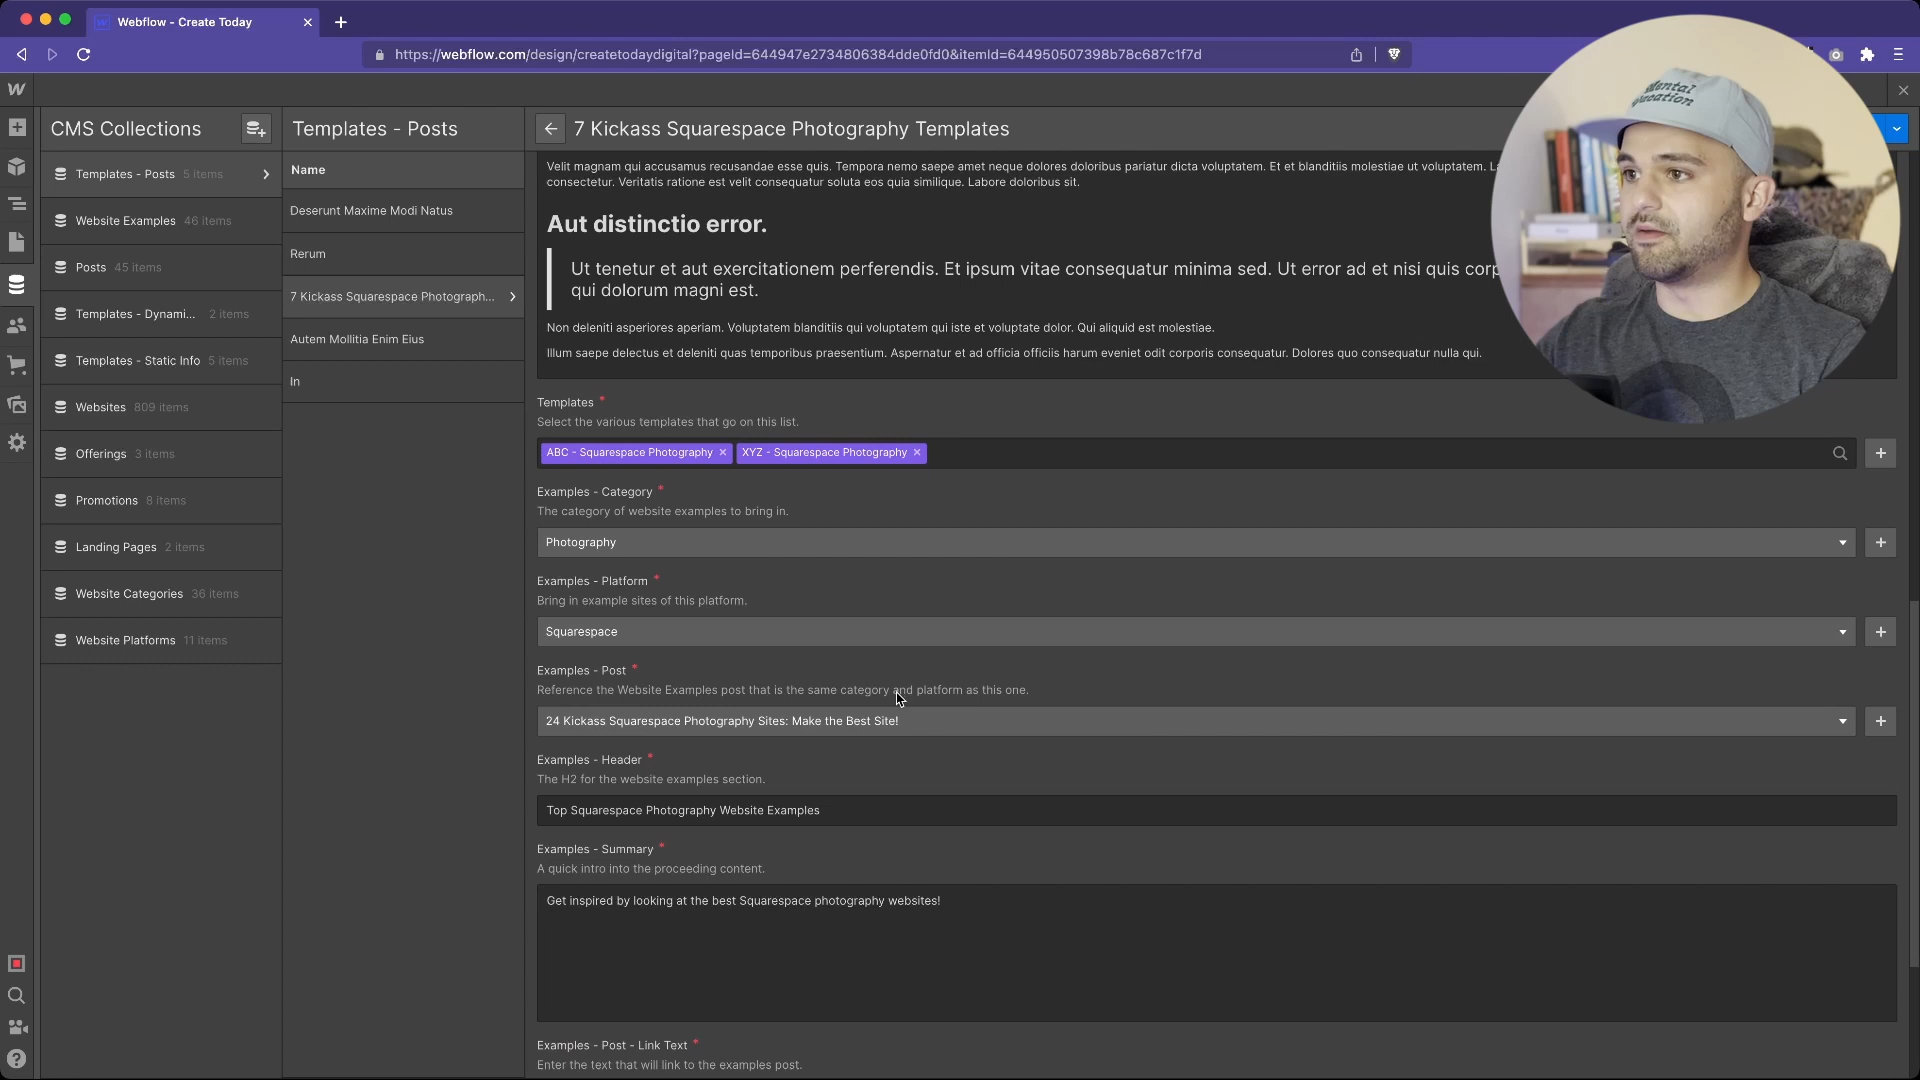 Webflow - Create Today
https://webflow.com/design/createtodaydigital?pageId=644947e2734806384dde0fd0&itemId=644950507398b78c687c1f7d
Mental Vacation
CMS Collections
Templates - Posts
7 Kickass Squarespace Photography Templates
Templates - Posts 5 items
Website Examples 46 items
Posts 45 items
Templates - Dynami... 2 items
Templates - Static Info 5 items
Websites 809 items
Offerings 3 items
Promotions 8 items
Landing Pages 2 items
Website Categories 36 items
Website Platforms 11 items
Name
Deserunt Maxime Modi Natus
Rerum
7 Kickass Squarespace Photograph...
Autem Mollitia Enim Eius
In
Velit magnam qui accusamus recusandae esse quis. Tempora nemo saepe amet neque dolores doloribus pariatur dicta voluptatem. Et et blanditiis molestiae ut voluptatem.
consectetur. Veritatis ratione est velit consequatur soluta eos quia similique. Labore doloribus sit.
Aut distinctio error.
Ut tenetur et aut exercitationem perferendis. Et ipsum vitae consequatur minima sed. Ut error ad et nisi quis
qui dolorum magni est.
Non deleniti asperiores aperiam. Voluptatem blanditiis qui voluptatem qui iste et voluptate dolor. Qui aliquid est molestiae.
Illum saepe delectus et deleniti quas temporibus praesentium. Aspernatur et ad officia officiis harum eveniet odit corporis consequatur. Dolores quo consequatur nulla qui.
Templates *
Select the various templates that go on this list.
ABC - Squarespace Photography XYZ - Squarespace Photography
Examples - Category *
The category of website examples to bring in.
Photography
Examples - Platform *
Bring in example sites of this platform.
Squarespace
Examples - Post *
Reference the Website Examples post that is the same category and platform as this one.
24 Kickass Squarespace Photography Sites: Make the Best Site!
Examples - Header *
The H2 for the website examples section.
Top Squarespace Photography Website Examples
Examples - Summary *
A quick intro into the proceeding content.
Get inspired by looking at the best Squarespace photography websites!
Examples - Post - Link Text *
Enter the text that will link to the examples post.